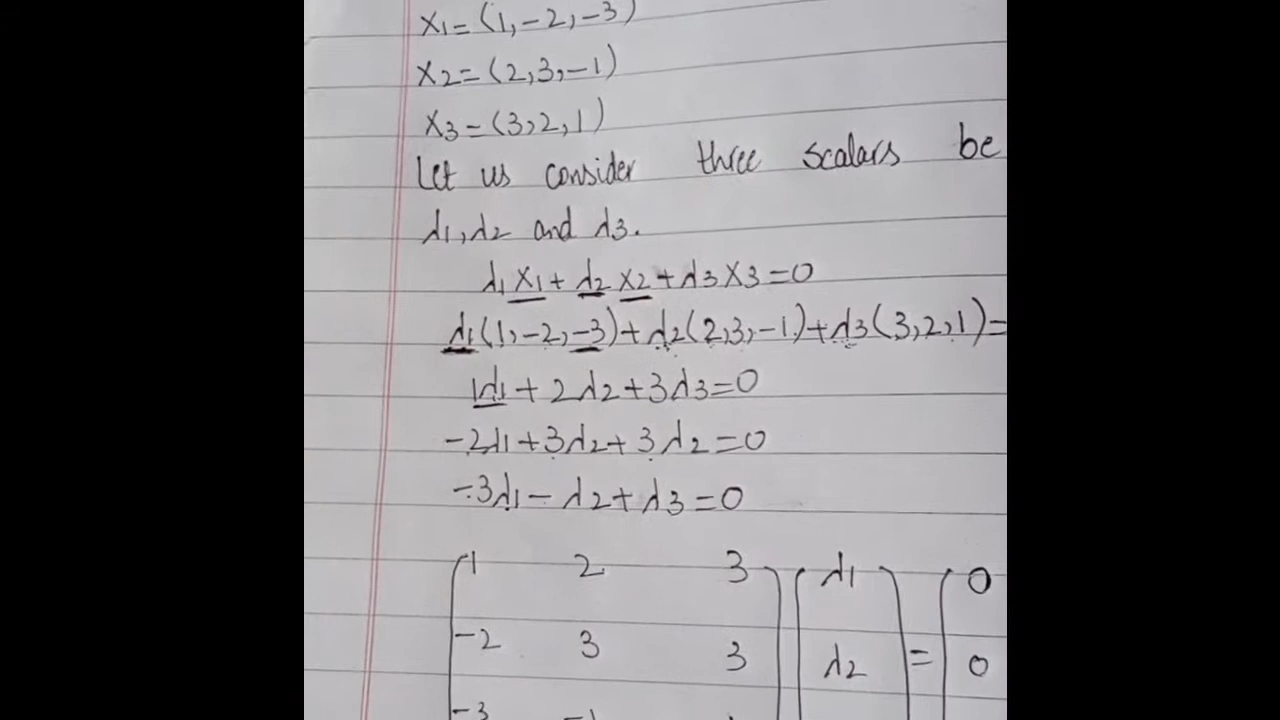 X1=(1,-2,-3)
X2=(2,3,-1)
X3=(3,2,1)
Let us consider three scalars be
λ1,λ2 and λ3.
λ1X1+λ2X2+λ3X3=0
λ1(1,-2,-3)+λ2(2,3,-1)+λ3(3,2,1)=
1λ1+2λ2+3λ3=0
-2λ1+3λ2+3λ2=0
-3λ1-λ2+λ3=0
1 2 3 λ1 0
-2 3 3 λ2 = 0
-3 -1